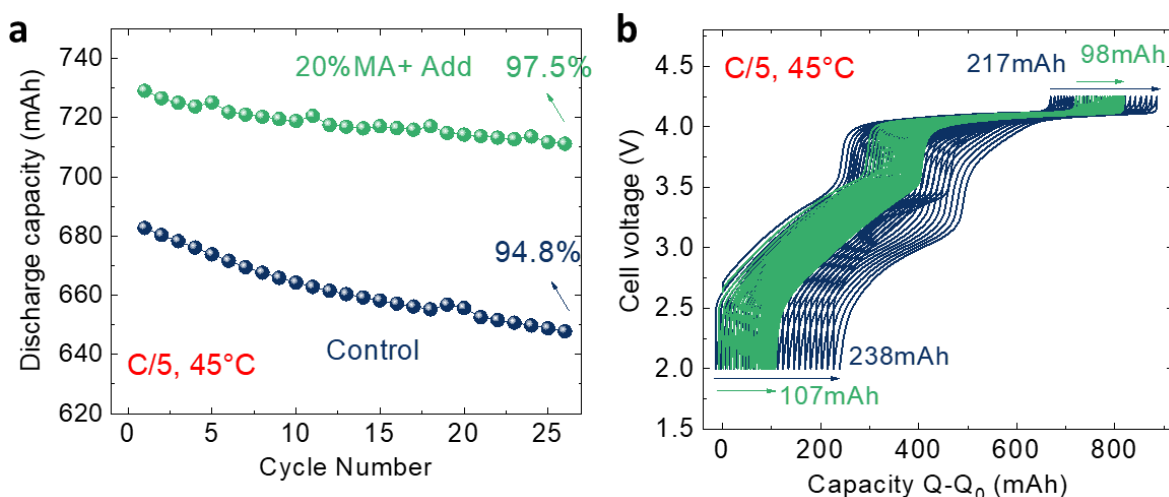 a
740
720
700
680
660
640
620
Discharge capacity (mAh)
20%MA+ Add 97.5%
94.8%
Control
C/5, 45°C
0 5 10 15 20 25
Cycle Number
b
4.5
4.0
3.5
3.0
2.5
2.0
1.5
Cell voltage (V)
C/5, 45°C
98mAh
217mAh
238mAh
107mAh
0 200 400 600 800
Capacity Q-Q₀ (mAh)